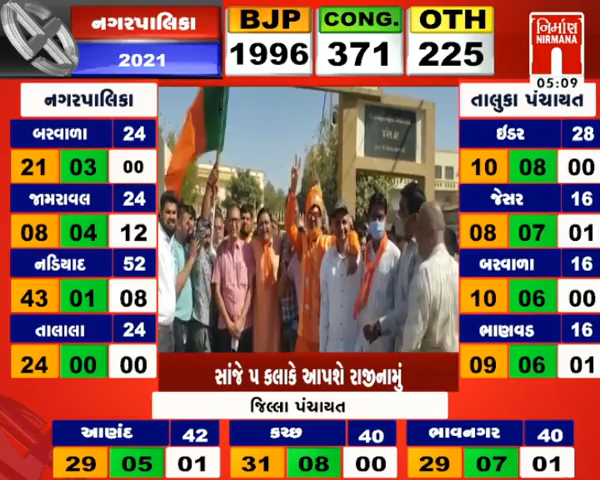 નગરપાલિકા
2021
BJP CONG. OTH
1996 371 225
નિર્માણ
NIRMANA
05:09
નગરપાલિકા
બરવાળા 24
21 03 00
જામરાવલ 24
08 04 12
નડિયાદ 52
43 01 08
તાલાલા 24
24 00 00
તાલુકા પંચાયત
ઇડર 28
10 08 00
જેસર 16
08 07 01
બરવાળા 16
10 06 00
ભાણવડ 16
09 06 01
સાંજે ૫ કલાકે આપશે રાજીનામું
જિલ્લા પંચાયત
આણંદ 42
29 05 01
કચ્છ 40
31 08 00
ભાવનગર 40
29 07 01